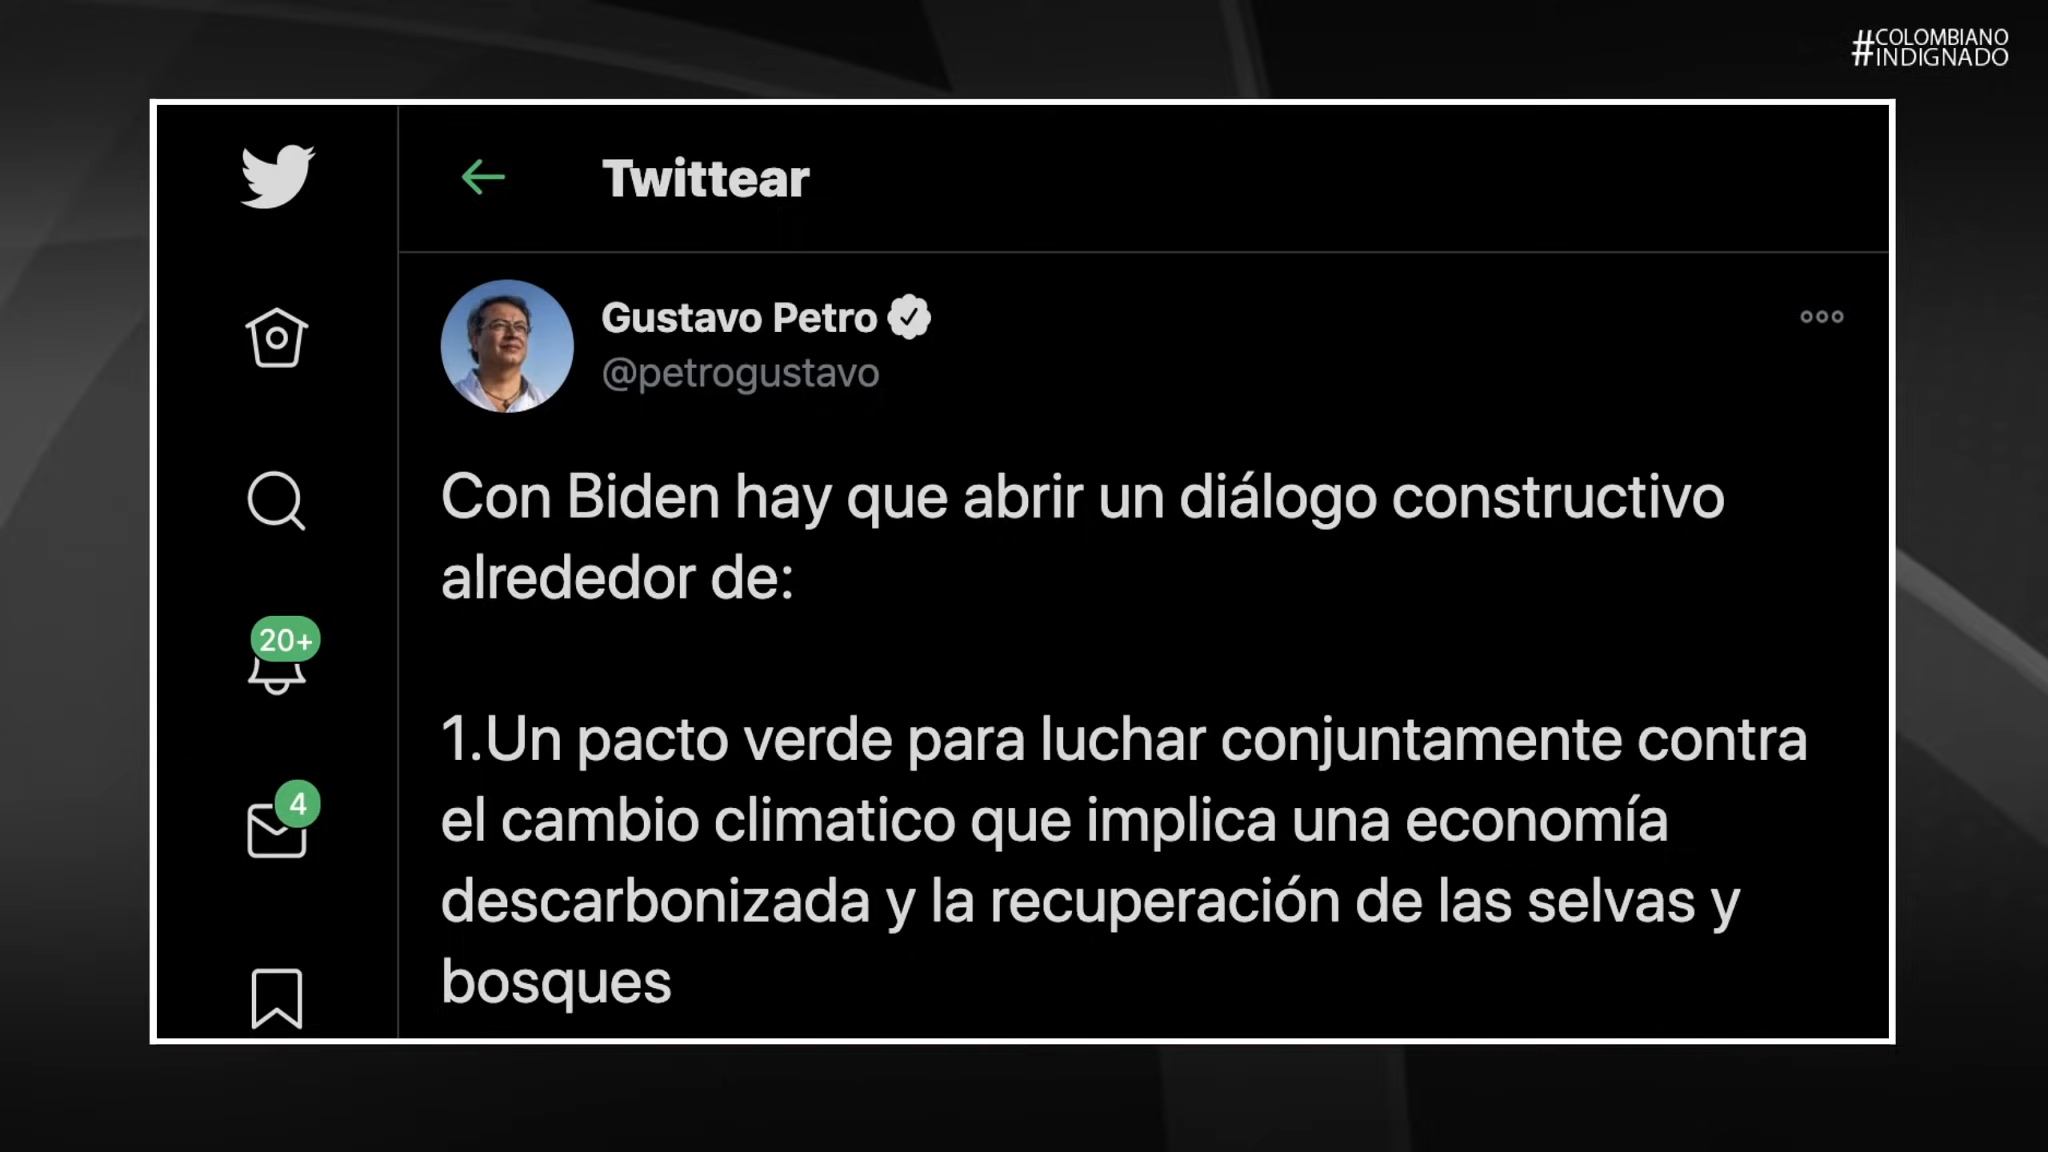 #COLOMBIANO
INDIGNADO
Twittear
Gustavo Petro
@petrogustavo
Con Biden hay que abrir un diálogo constructivo
alrededor de:
1.Un pacto verde para luchar conjuntamente contra
el cambio climatico que implica una economía
descarbonizada y la recuperación de las selvas y
bosques
20+
4